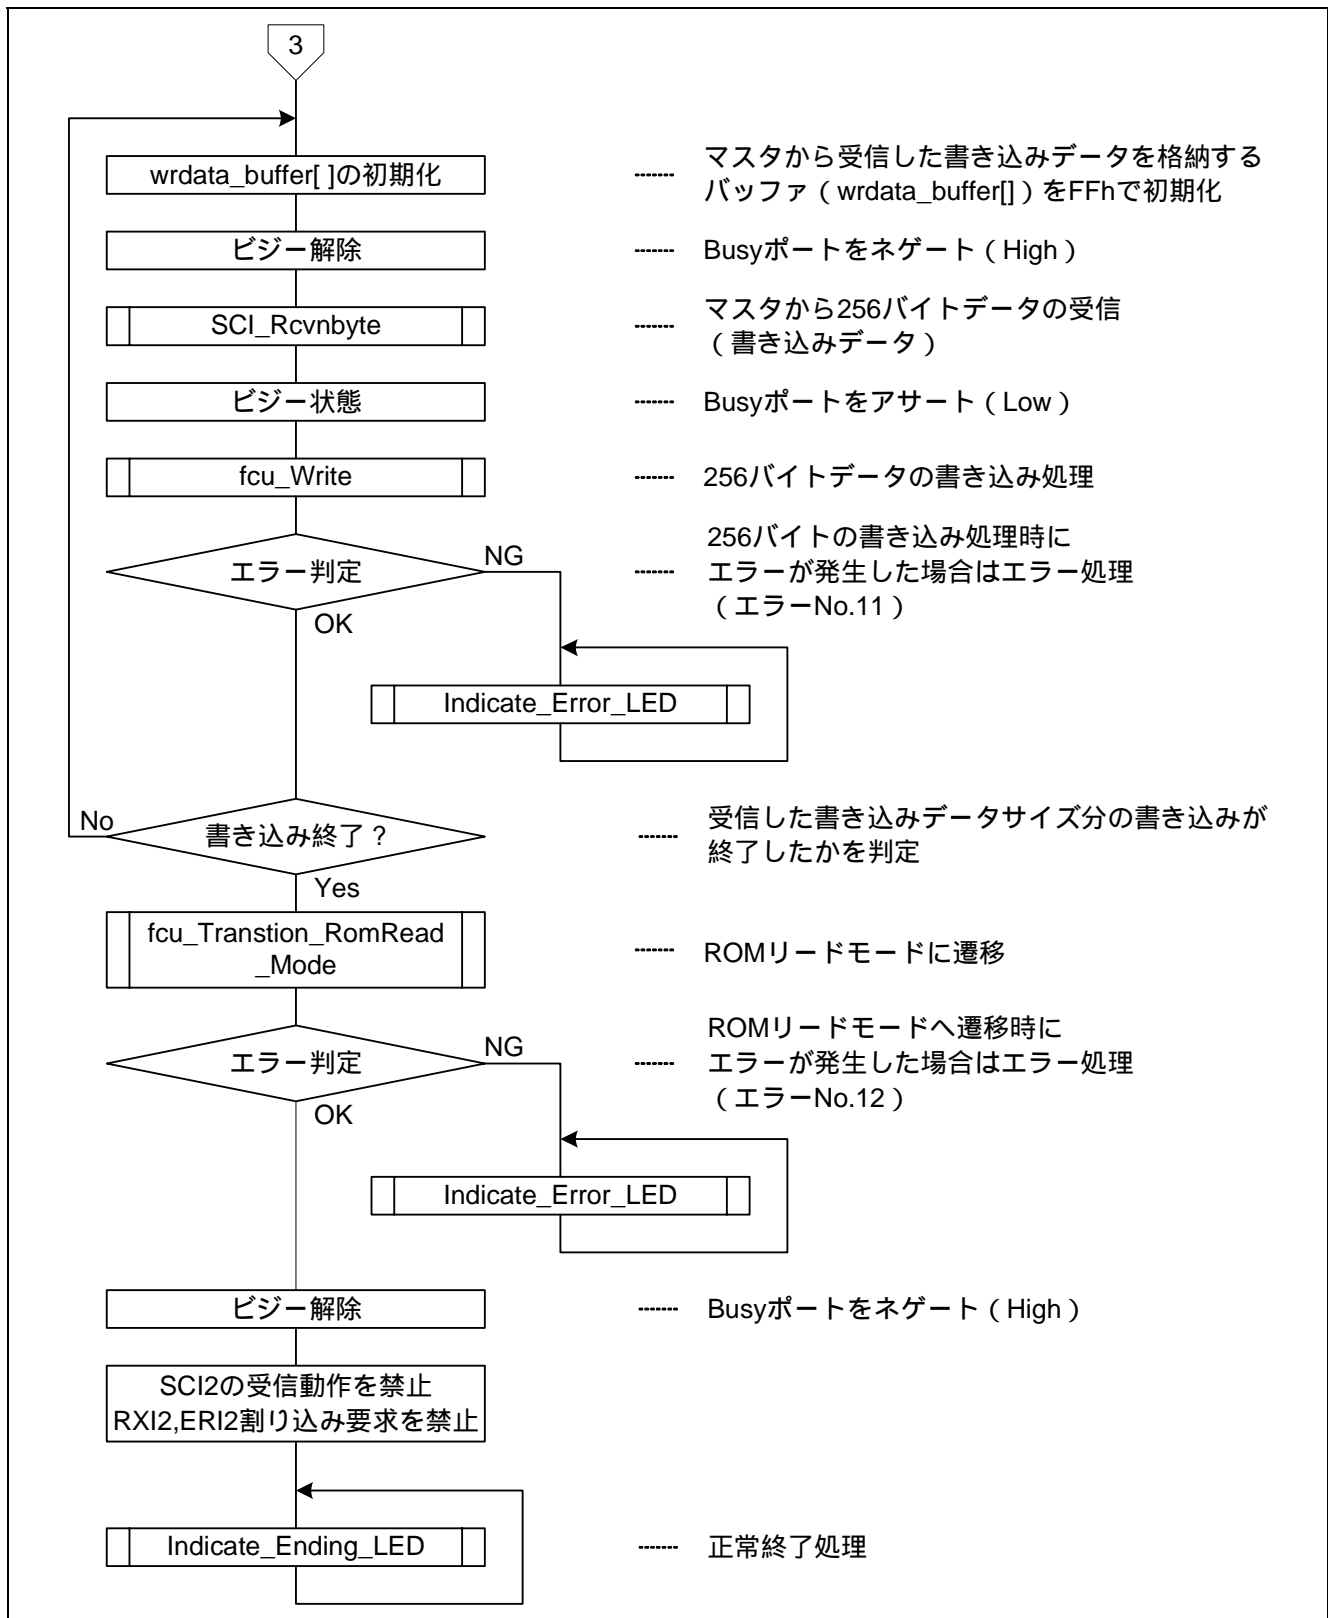 3
wrdata_buffer[ ]の初期化
マスタから受信した書き込みデータを格納する
バッファ（wrdata_buffer[]）をFFhで初期化
ビジー解除
Busyポートをネゲート（High）
SCI_Rcvnbyte
マスタから256バイトデータの受信
（書き込みデータ）
ビジー状態
Busyポートをアサート（Low）
fcu_Write
256バイトデータの書き込み処理
エラー判定
NG
OK
256バイトの書き込み処理時に
エラーが発生した場合はエラー処理
（エラーNo.11）
Indicate_Error_LED
No
書き込み終了？
Yes
受信した書き込みデータサイズ分の書き込みが
終了したかを判定
fcu_Transtion_RomRead
_Mode
ROMリードモードに遷移
エラー判定
NG
OK
ROMリードモードへ遷移時に
エラーが発生した場合はエラー処理
（エラーNo.12）
Indicate_Error_LED
ビジー解除
Busyポートをネゲート（High）
SCI2の受信動作を禁止
RXI2,ERI2割り込み要求を禁止
Indicate_Ending_LED
正常終了処理